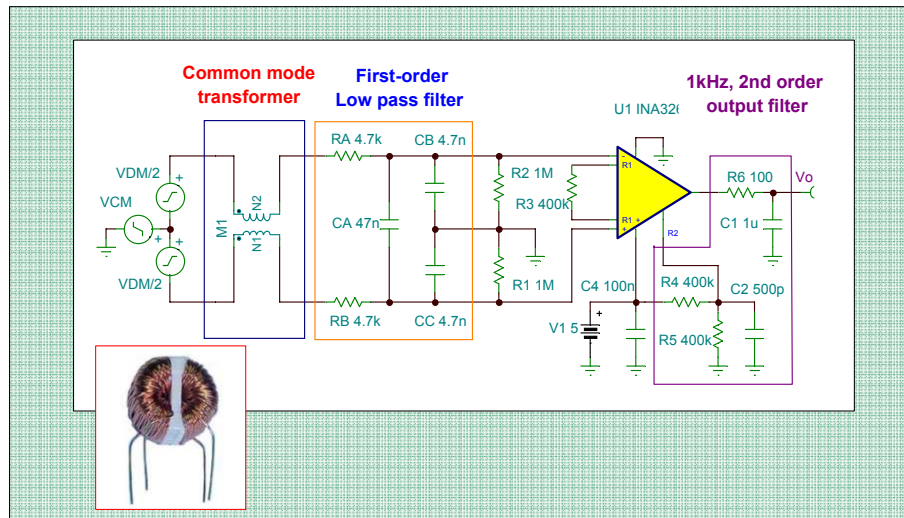 Common mode
transformer
First-order
Low pass filter
1kHz, 2nd order
output filter
U1 INA326
RA 4.7k
CB 4.7n
VDM/2
+
VCM
+
+
VDM/2
M1
N2
N1
CA 47n
R2 1M
R3 400k
R1
R1
-
+
+
R2
R6 100
Vo
C1 1u
RB 4.7k
CC 4.7n
R1 1M
C4 100n
R4 400k
C2 500p
+
V1 5
R5 400k